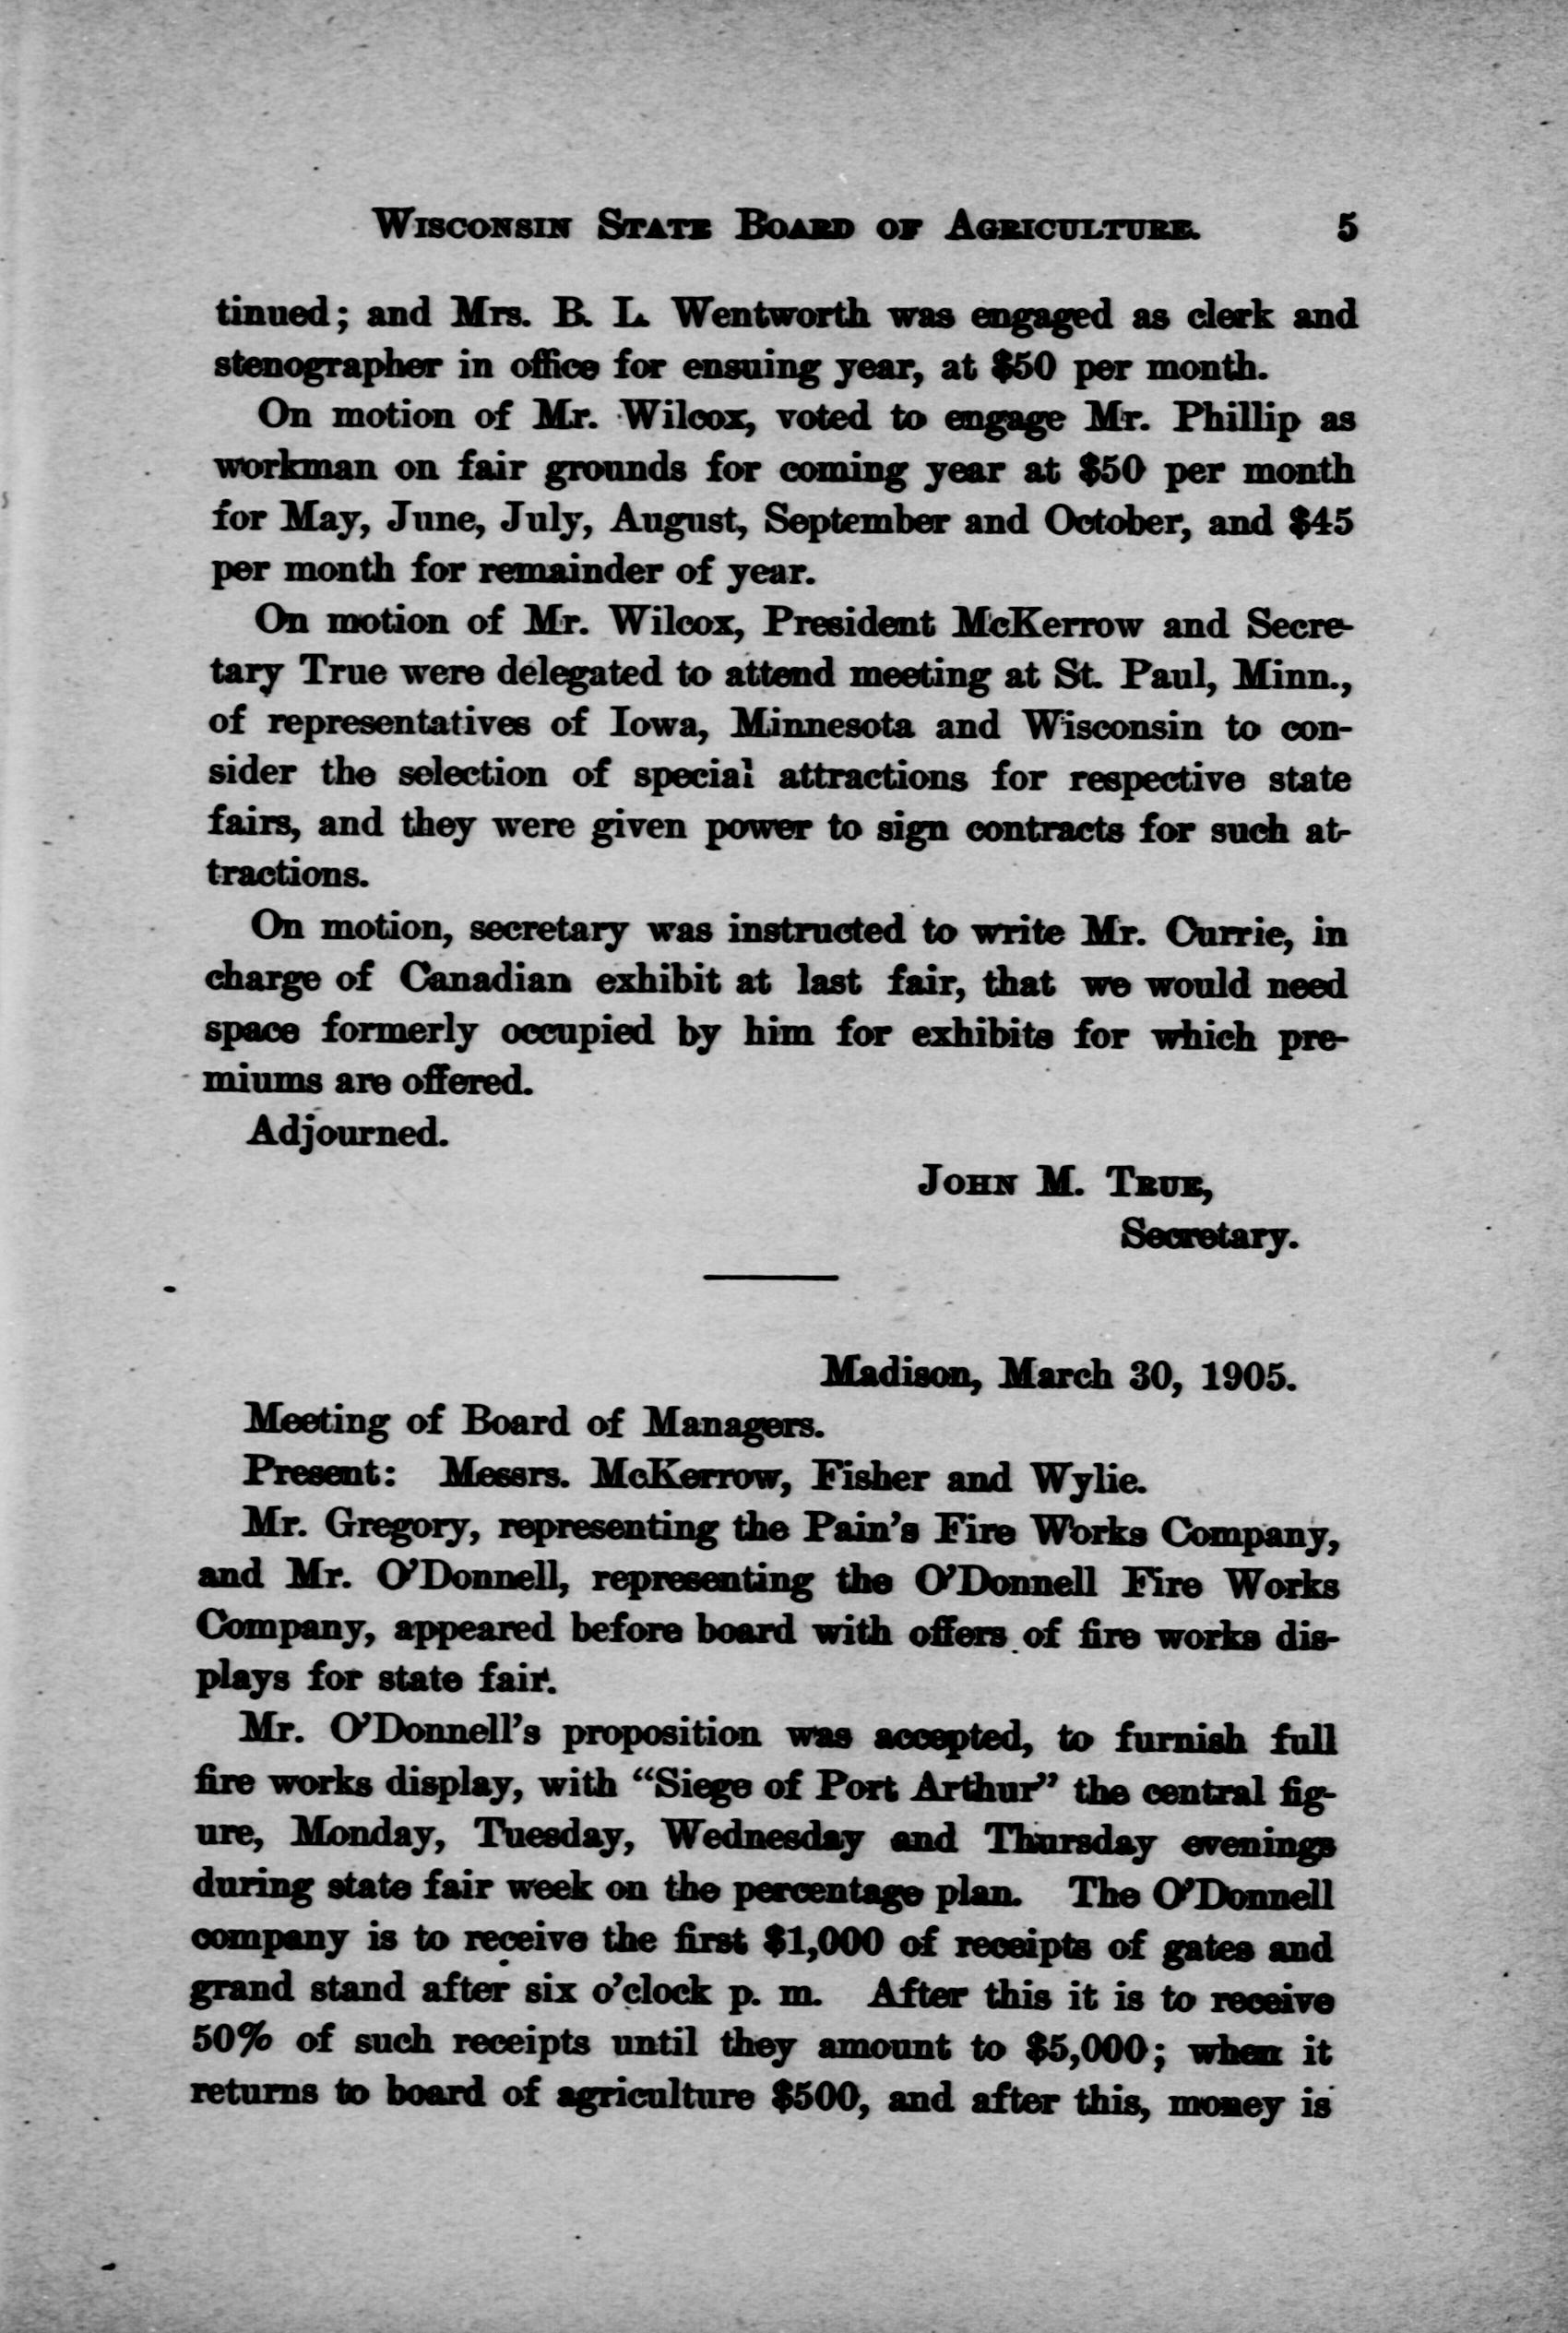 WISCONSIN STATE BOARD OF AGRICULTURE. 5
tinued; and Mrs. B. L. Wentworth was engaged as clerk and
stenographer in office for ensuing year, at $50 per month.
On motion of Mr. Wilcox, voted to engage Mr. Phillip as
workman on fair grounds for coming year at $50 per month
for May, June, July, August, September and October, and $45
per month for remainder of year.
On motion of Mr. Wilcox, President McKerrow and Secre-
tary True were delegated to attend meeting at St. Paul, Minn.,
of representatives of Iowa, Minnesota and Wisconsin to con-
sider the selection of special attractions for respective state
fairs, and they were given power to sign contracts for such at-
tractions.
On motion, secretary was instructed to write Mr. Currie, in
charge of Canadian exhibit at last fair, that we would need
space formerly occupied by him for exhibits for which pre-
miums are offered.
Adjourned.
JOHN M. TRUE,
Secretary.
Madison, March 30, 1905.
Meeting of Board of Managers.
Present: Messrs. McKerrow, Fisher and Wylie.
Mr. Gregory, representing the Pain's Fire Works Company,
and Mr. O'Donnell, representing the O'Donnell Fire Works
Company, appeared before board with offers of fire works dis-
plays for state fair.
Mr. O'Donnell's proposition was accepted, to furnish full
fire works display, with "Siege of Port Arthur" the central fig-
ure, Monday, Tuesday, Wednesday and Thursday evenings
during state fair week on the percentage plan. The O'Donnell
company is to receive the first $1,000 of receipts of gates and
grand stand after six o'clock p. m. After this it is to receive
50% of such receipts until they amount to $5,000; when it
returns to board of agriculture $500, and after this, money is